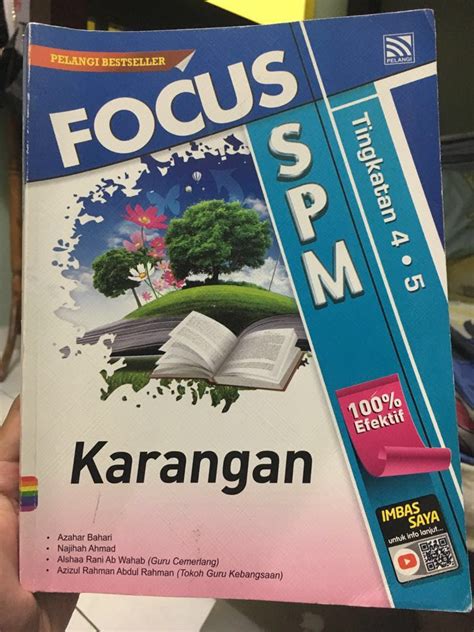 PELANGI BESTSELLER
PELANGI
FOCUS
SPM
Tingkatan 4 • 5
100%
Efektif
Karangan
IMBAS
SAYA
untuk info lanjut...
• Azahar Bahari
• Najihah Ahmad
• Alshaa Rani Ab Wahab (Guru Cemerlang)
• Azizul Rahman Abdul Rahman (Tokoh Guru Kebangsaan)